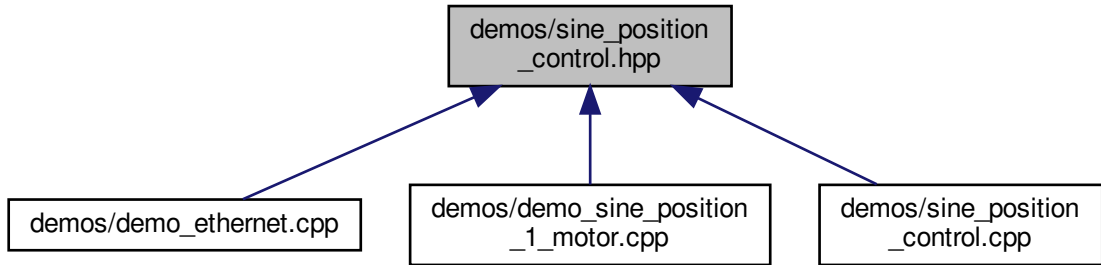 demos/sine_position
_control.hpp
demos/demo_ethernet.cpp
demos/demo_sine_position
_1_motor.cpp
demos/sine_position
_control.cpp